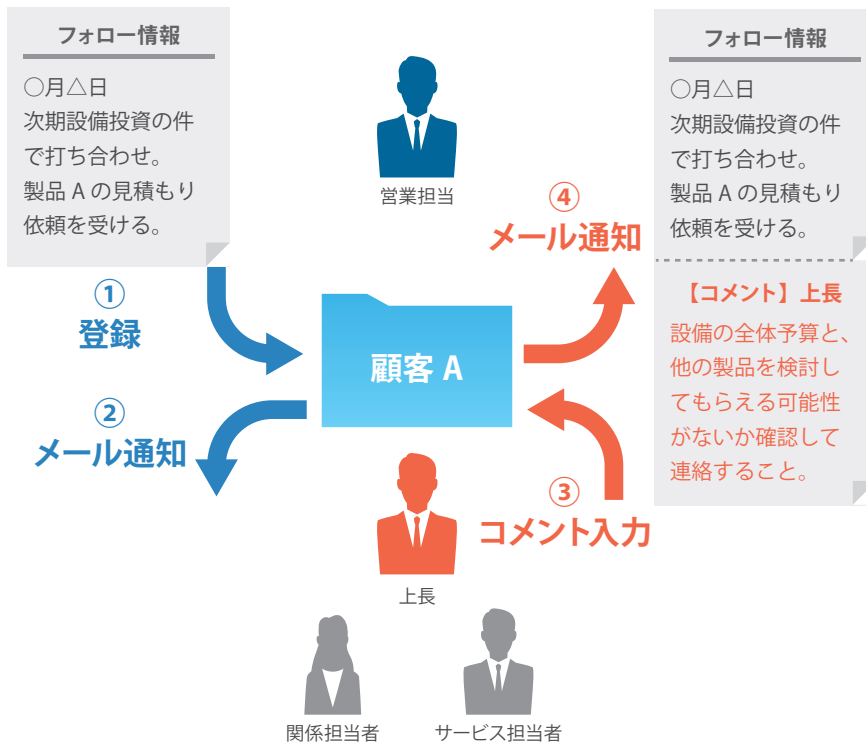 フォロー情報
○月△日
次期設備投資の件
で打ち合わせ。
製品 A の見積もり
依頼を受ける。
①
登録
②
メール通知
営業担当
顧客 A
上長
関係担当者
サービス担当者
③
コメント入力
④
メール通知
フォロー情報
○月△日
次期設備投資の件
で打ち合わせ。
製品 A の見積もり
依頼を受ける。
【コメント】上長
設備の全体予算と、
他の製品を検討し
てもらえる可能性
がないか確認して
連絡すること。